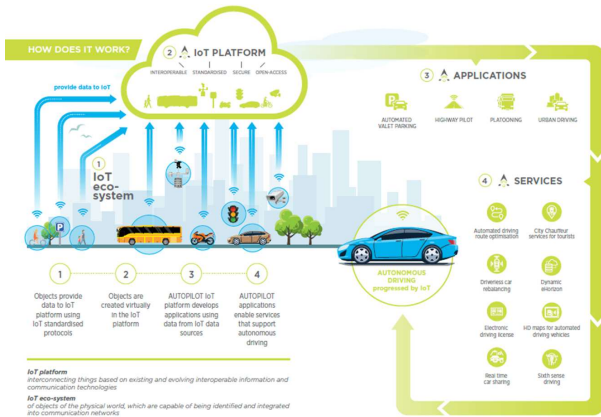 HOW DOES IT WORK?
2 IoT PLATFORM
INTEROPERABLE STANDARDISED SECURE OPEN-ACCESS
provide data to IoT
1
IoT
eco-
system
3 APPLICATIONS
AUTOMATED
VALET PARKING
HIGHWAY PILOT
PLATOONING
URBAN DRIVING
4 SERVICES
Automated driving
route optimisation
City Chauffeur
services for tourists
Driverless car
rebalancing
Dynamic
eHorizon
Electronic
driving license
HD maps for automated
driving vehicles
Real time
car sharing
Sixth sense
driving
P
P
AUTONOMOUS
DRIVING
progressed by IoT
1
Objects provide
data to IoT
platform using
IoT standardised
protocols
2
Objects are
created virtually
in the IoT
platform
3
AUTOPILOT IoT
platform develops
applications using
data from IoT data
sources
4
AUTOPILOT
applications
enable services
that support
autonomous
driving
IoT platform
Interconnecting things based on existing and evolving interoperable information and
communication technologies
IoT eco-system
of objects of the physical world, which are capable of being identified and integrated
into communication networks